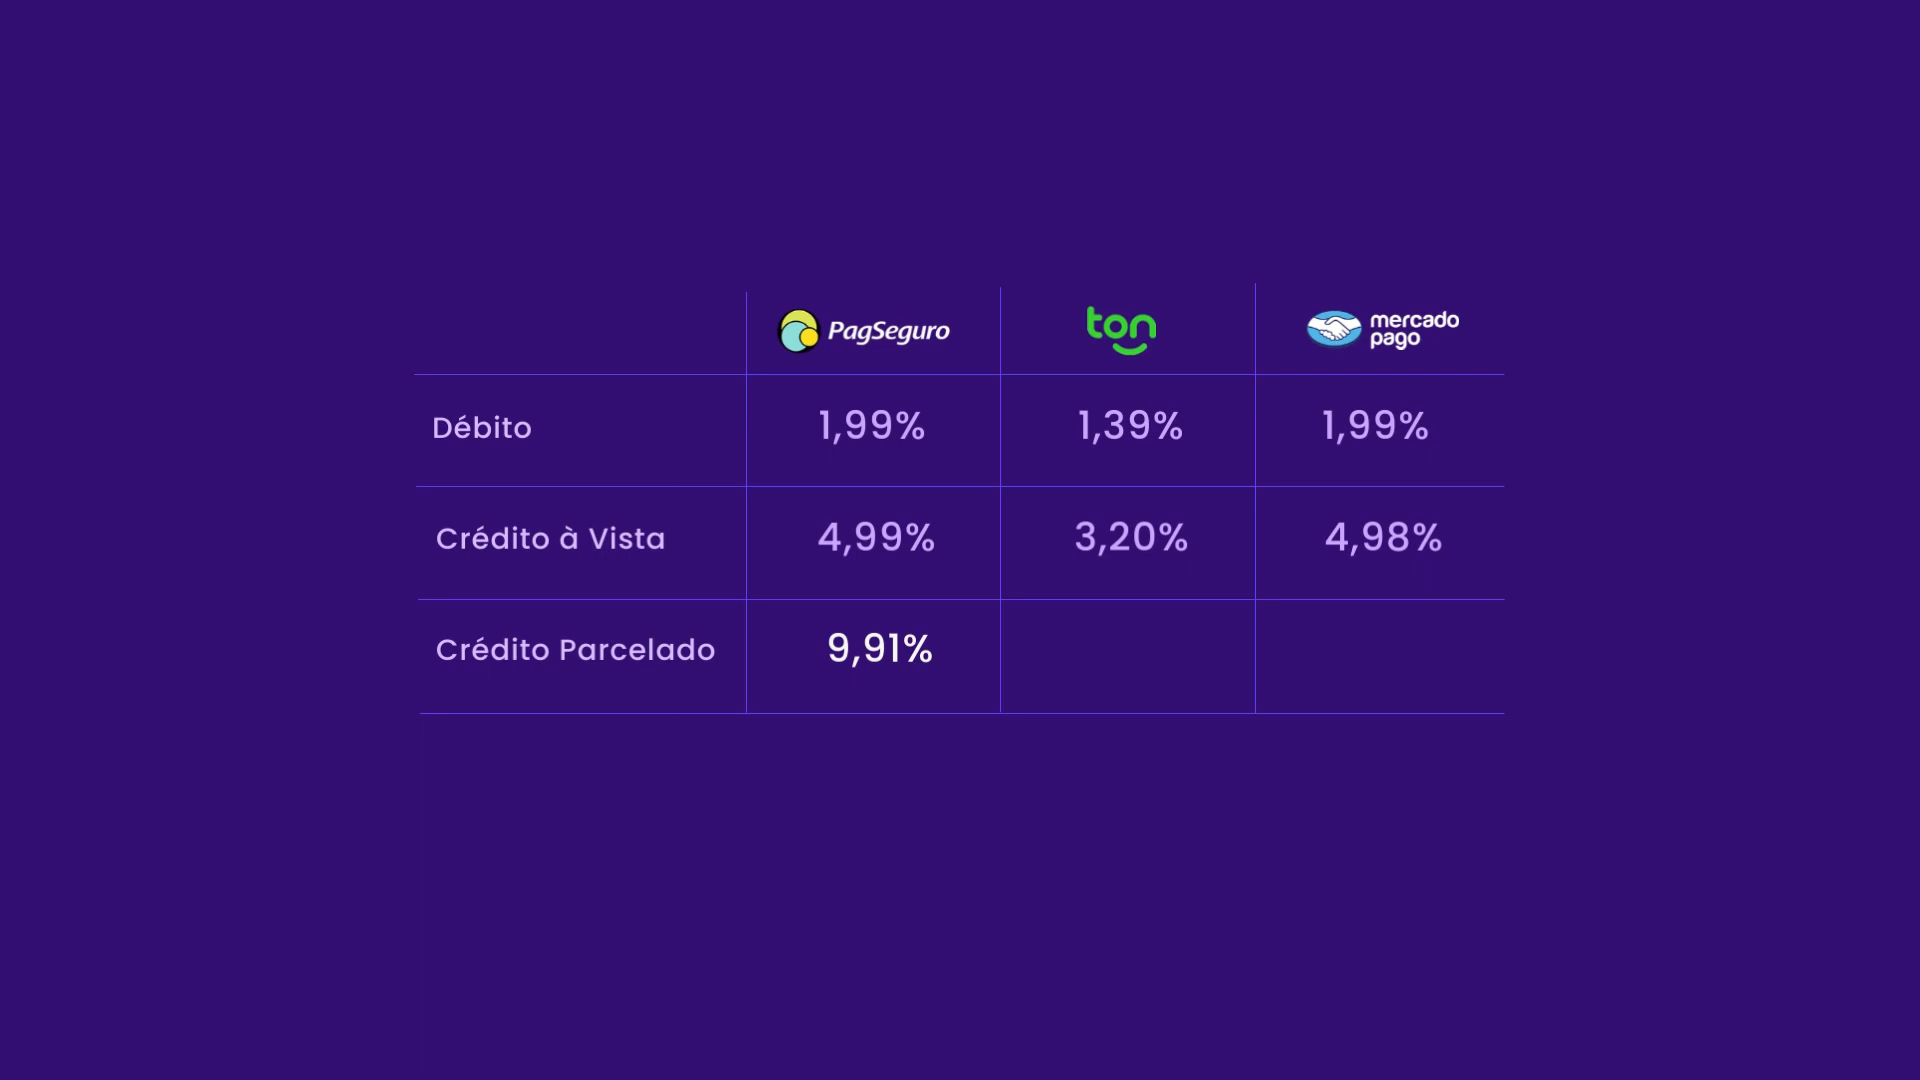 PagSeguro ton mercado pago
Débito 1,99% 1,39% 1,99%
Crédito à Vista 4,99% 3,20% 4,98%
Crédito Parcelado 9,91%